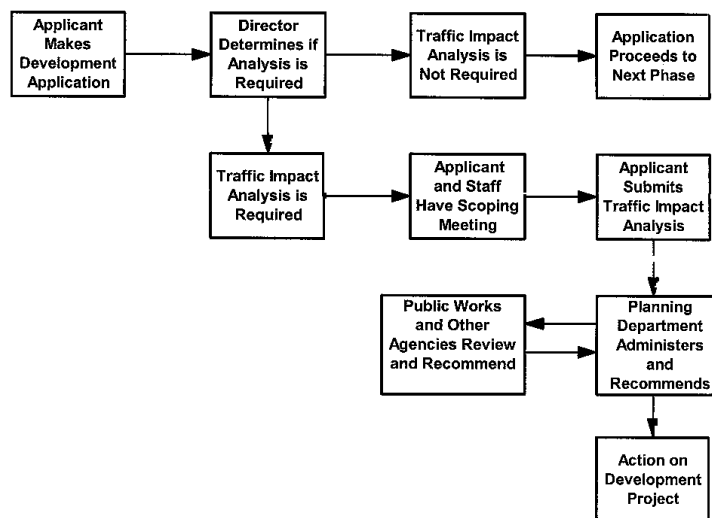 Applicant
Makes
Development
Application
Director
Determines if
Analysis is
Required
Traffic Impact
Analysis is
Not Required
Application
Proceeds to
Next Phase
Traffic Impact
Analysis is
Required
Applicant
and Staff
Have Scoping
Meeting
Applicant
Submits
Traffic Impact
Analysis
Public Works
and Other
Agencies Review
and Recommend
Planning
Department
Administers
and
Recommends
Action on
Development
Project